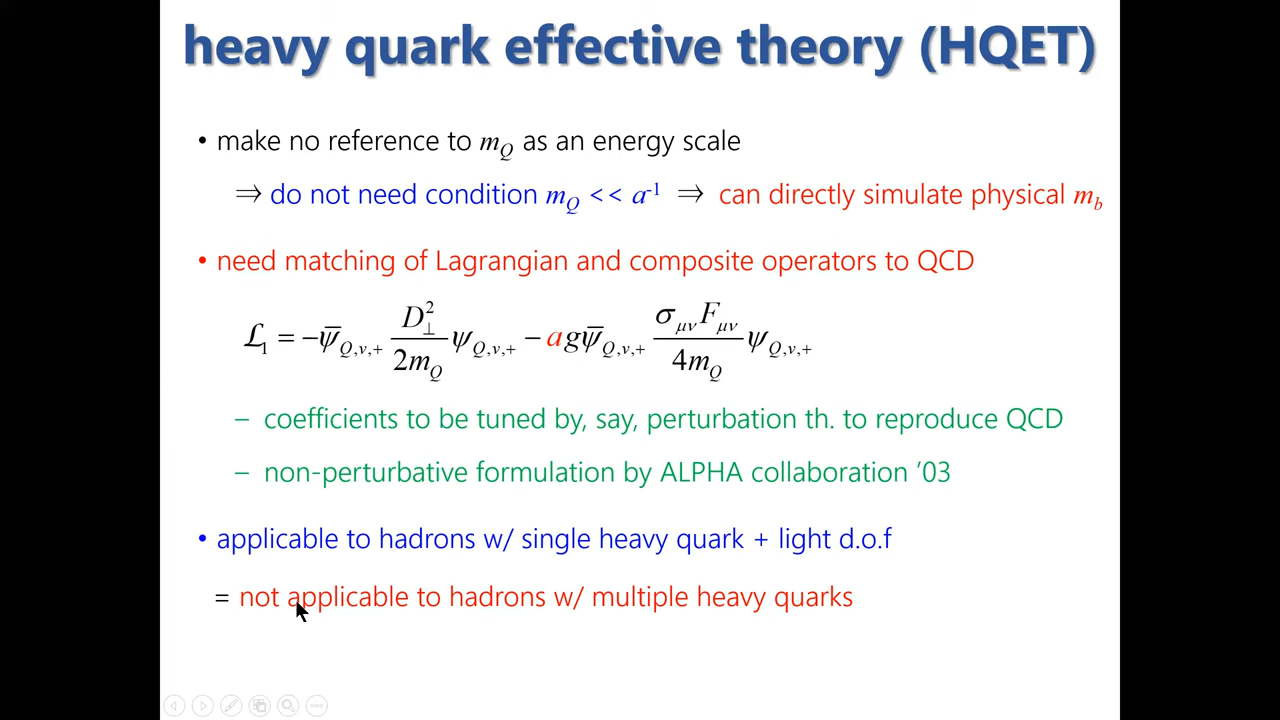 heavy quark effective theory (HQET)
• make no reference to m_Q as an energy scale
⇒ do not need condition m_Q << a^-1 ⇒ can directly simulate physical m_b
• need matching of Lagrangian and composite operators to QCD
ℒ_1 = −ψ̄_{Q,v,+} D_⊥^2 / 2m_Q ψ_{Q,v,+} − agψ̄_{Q,v,+} σ_{μν}F_{μν} / 4m_Q ψ_{Q,v,+}
– coefficients to be tuned by, say, perturbation th. to reproduce QCD
– non-perturbative formulation by ALPHA collaboration ’03
• applicable to hadrons w/ single heavy quark + light d.o.f
= not applicable to hadrons w/ multiple heavy quarks